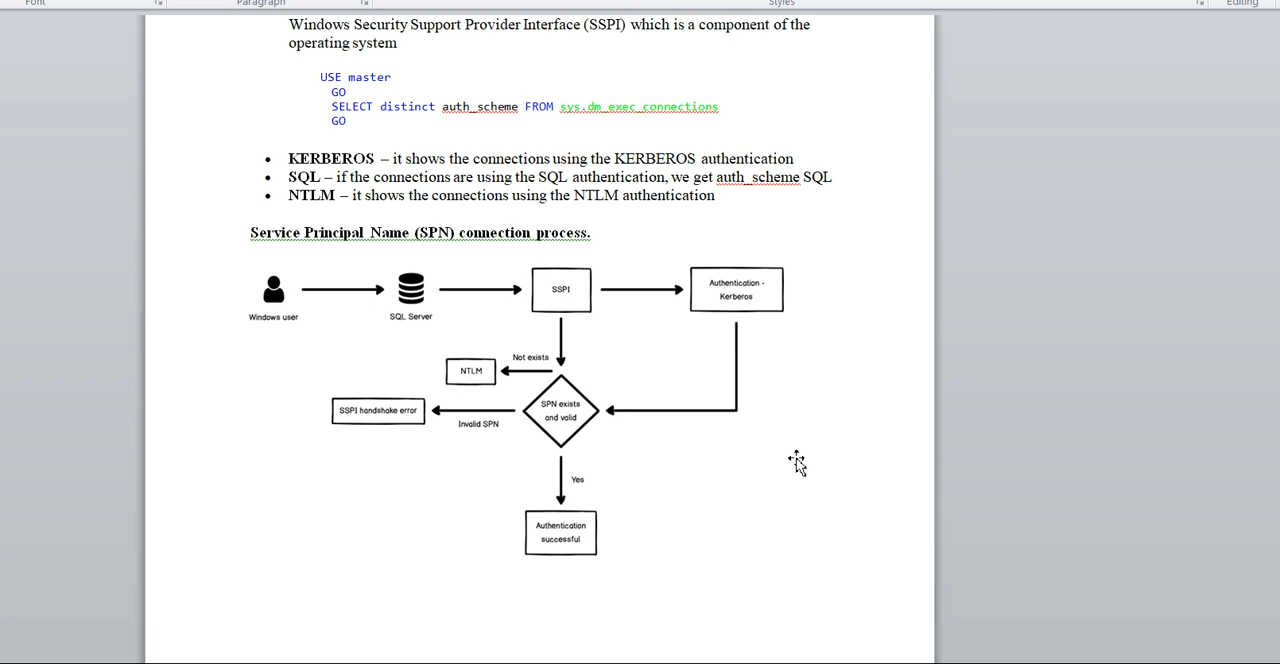 Font
Paragraph
Styles
Editing
Windows Security Support Provider Interface (SSPI) which is a component of the
operating system
USE master
GO
SELECT distinct auth_scheme FROM sys.dm_exec_connections
GO
• KERBEROS – it shows the connections using the KERBEROS authentication
• SQL – if the connections are using the SQL authentication, we get auth_scheme SQL
• NTLM – it shows the connections using the NTLM authentication
Service Principal Name (SPN) connection process.
Windows user
SQL Server
SSPI
Authentication -
Kerberos
Not exists
NTLM
SPN exists
and valid
SSPI handshake error
Invalid SPN
Yes
Authentication
successful